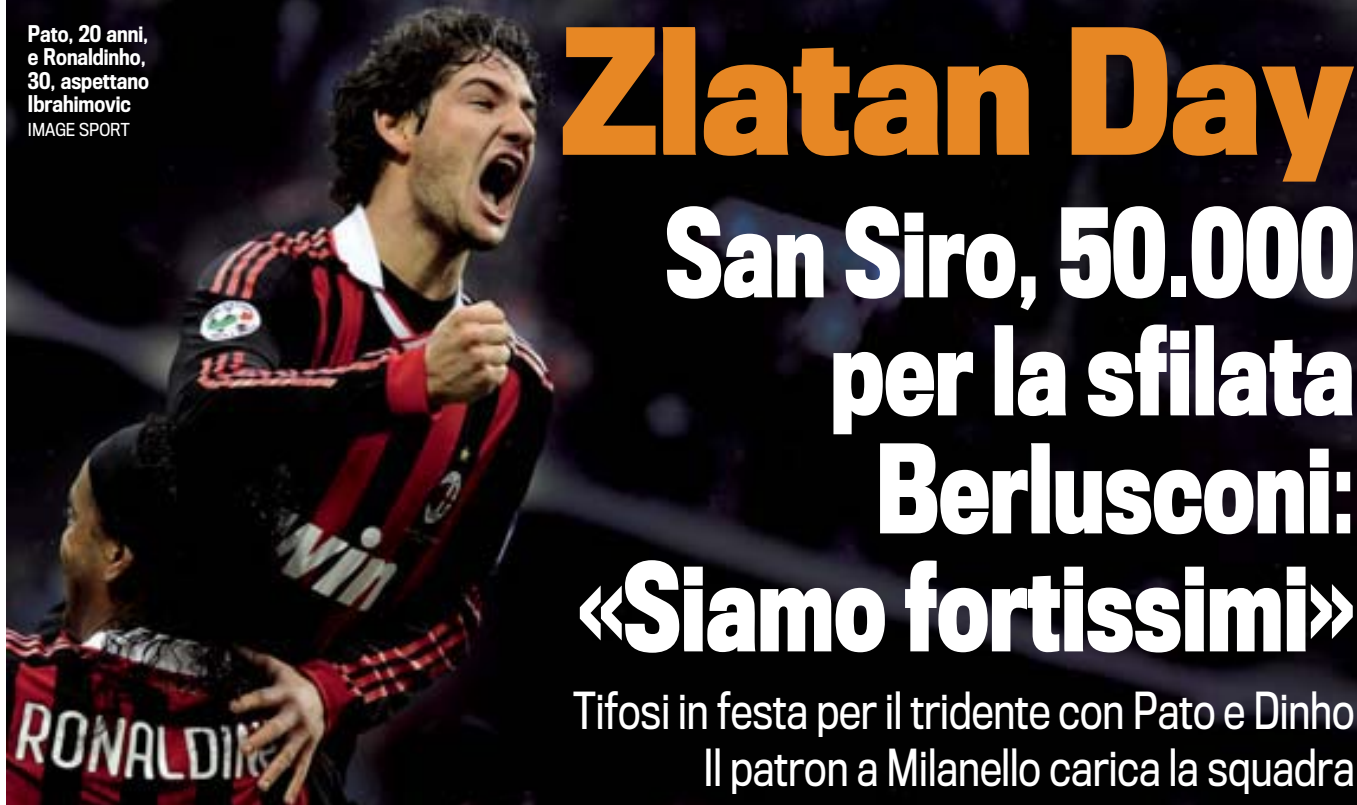 Pato, 20 anni,
e Ronaldinho,
30, aspettano
Ibrahimovic
IMAGE SPORT
Zlatan Day
San Siro, 50.000
per la sfilata
Berlusconi:
«Siamo fortissimi»
Tifosi in festa per il tridente con Pato e Dinho
Il patron a Milanello carica la squadra
win